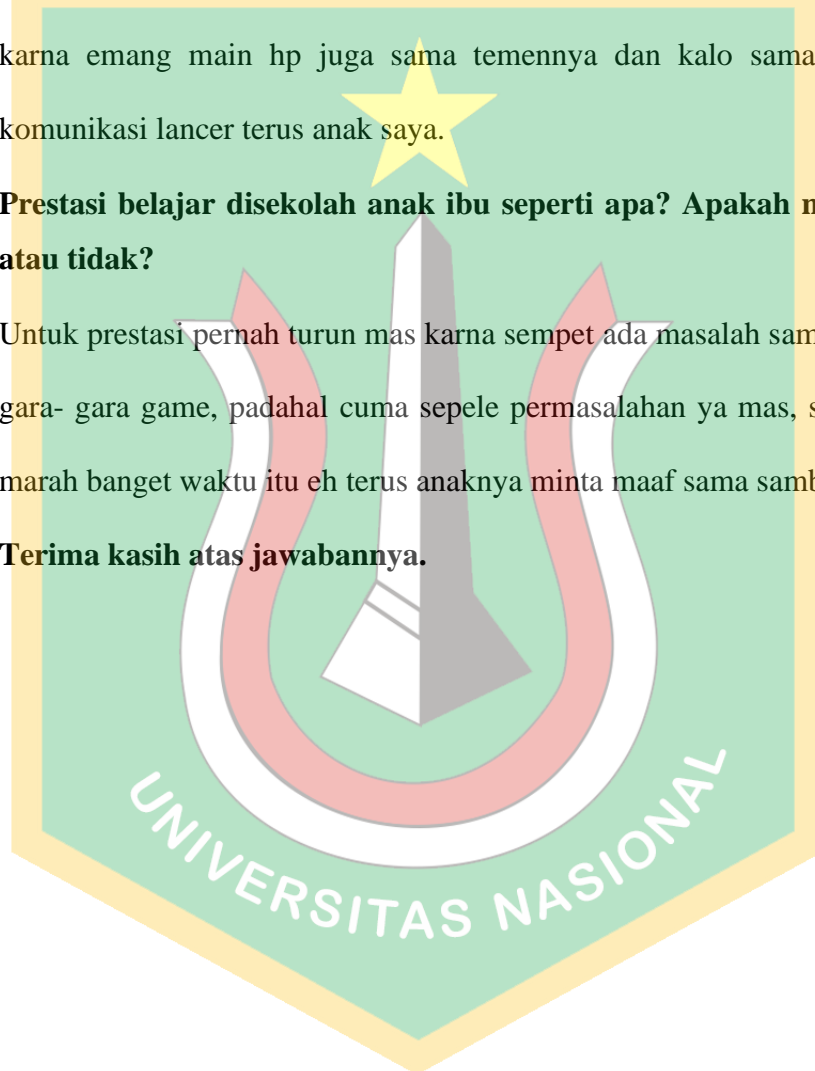 karna emang main hp juga sama temennya dan kalo sama
komunikasi lancer terus anak saya.
Prestasi belajar disekolah anak ibu seperti apa? Apakah
atau tidak?
Untuk prestasi pernah turun mas karna sempet ada masalah
gara- gara game, padahal cuma sepele permasalahan ya mas,
marah banget waktu itu eh terus anaknya minta maaf sama
Terima kasih atas jawabannya.
UNIVERSITAS NASIONAL